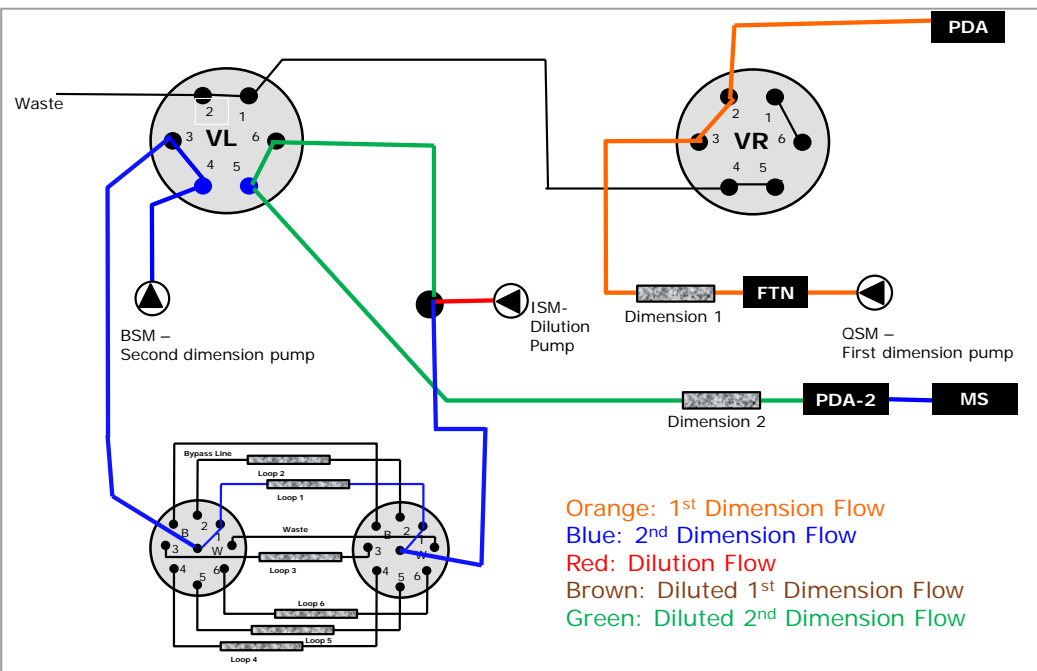 PDA
Waste
2
1
3
VL
6
4
5
2
1
3
VR
6
4
5
BSM –
Second dimension pump
ISM-
Dilution
Pump
Dimension 1
FTN
QSM –
First dimension pump
Dimension 2
PDA-2
MS
Bypass Line
Loop 2
Loop 1
Waste
B
2
1
3
W
4
5
6
Loop 3
B
2
1
3
W
4
5
6
Loop 6
Loop 5
Loop 4
Orange: 1st Dimension Flow
Blue: 2nd Dimension Flow
Red: Dilution Flow
Brown: Diluted 1st Dimension Flow
Green: Diluted 2nd Dimension Flow